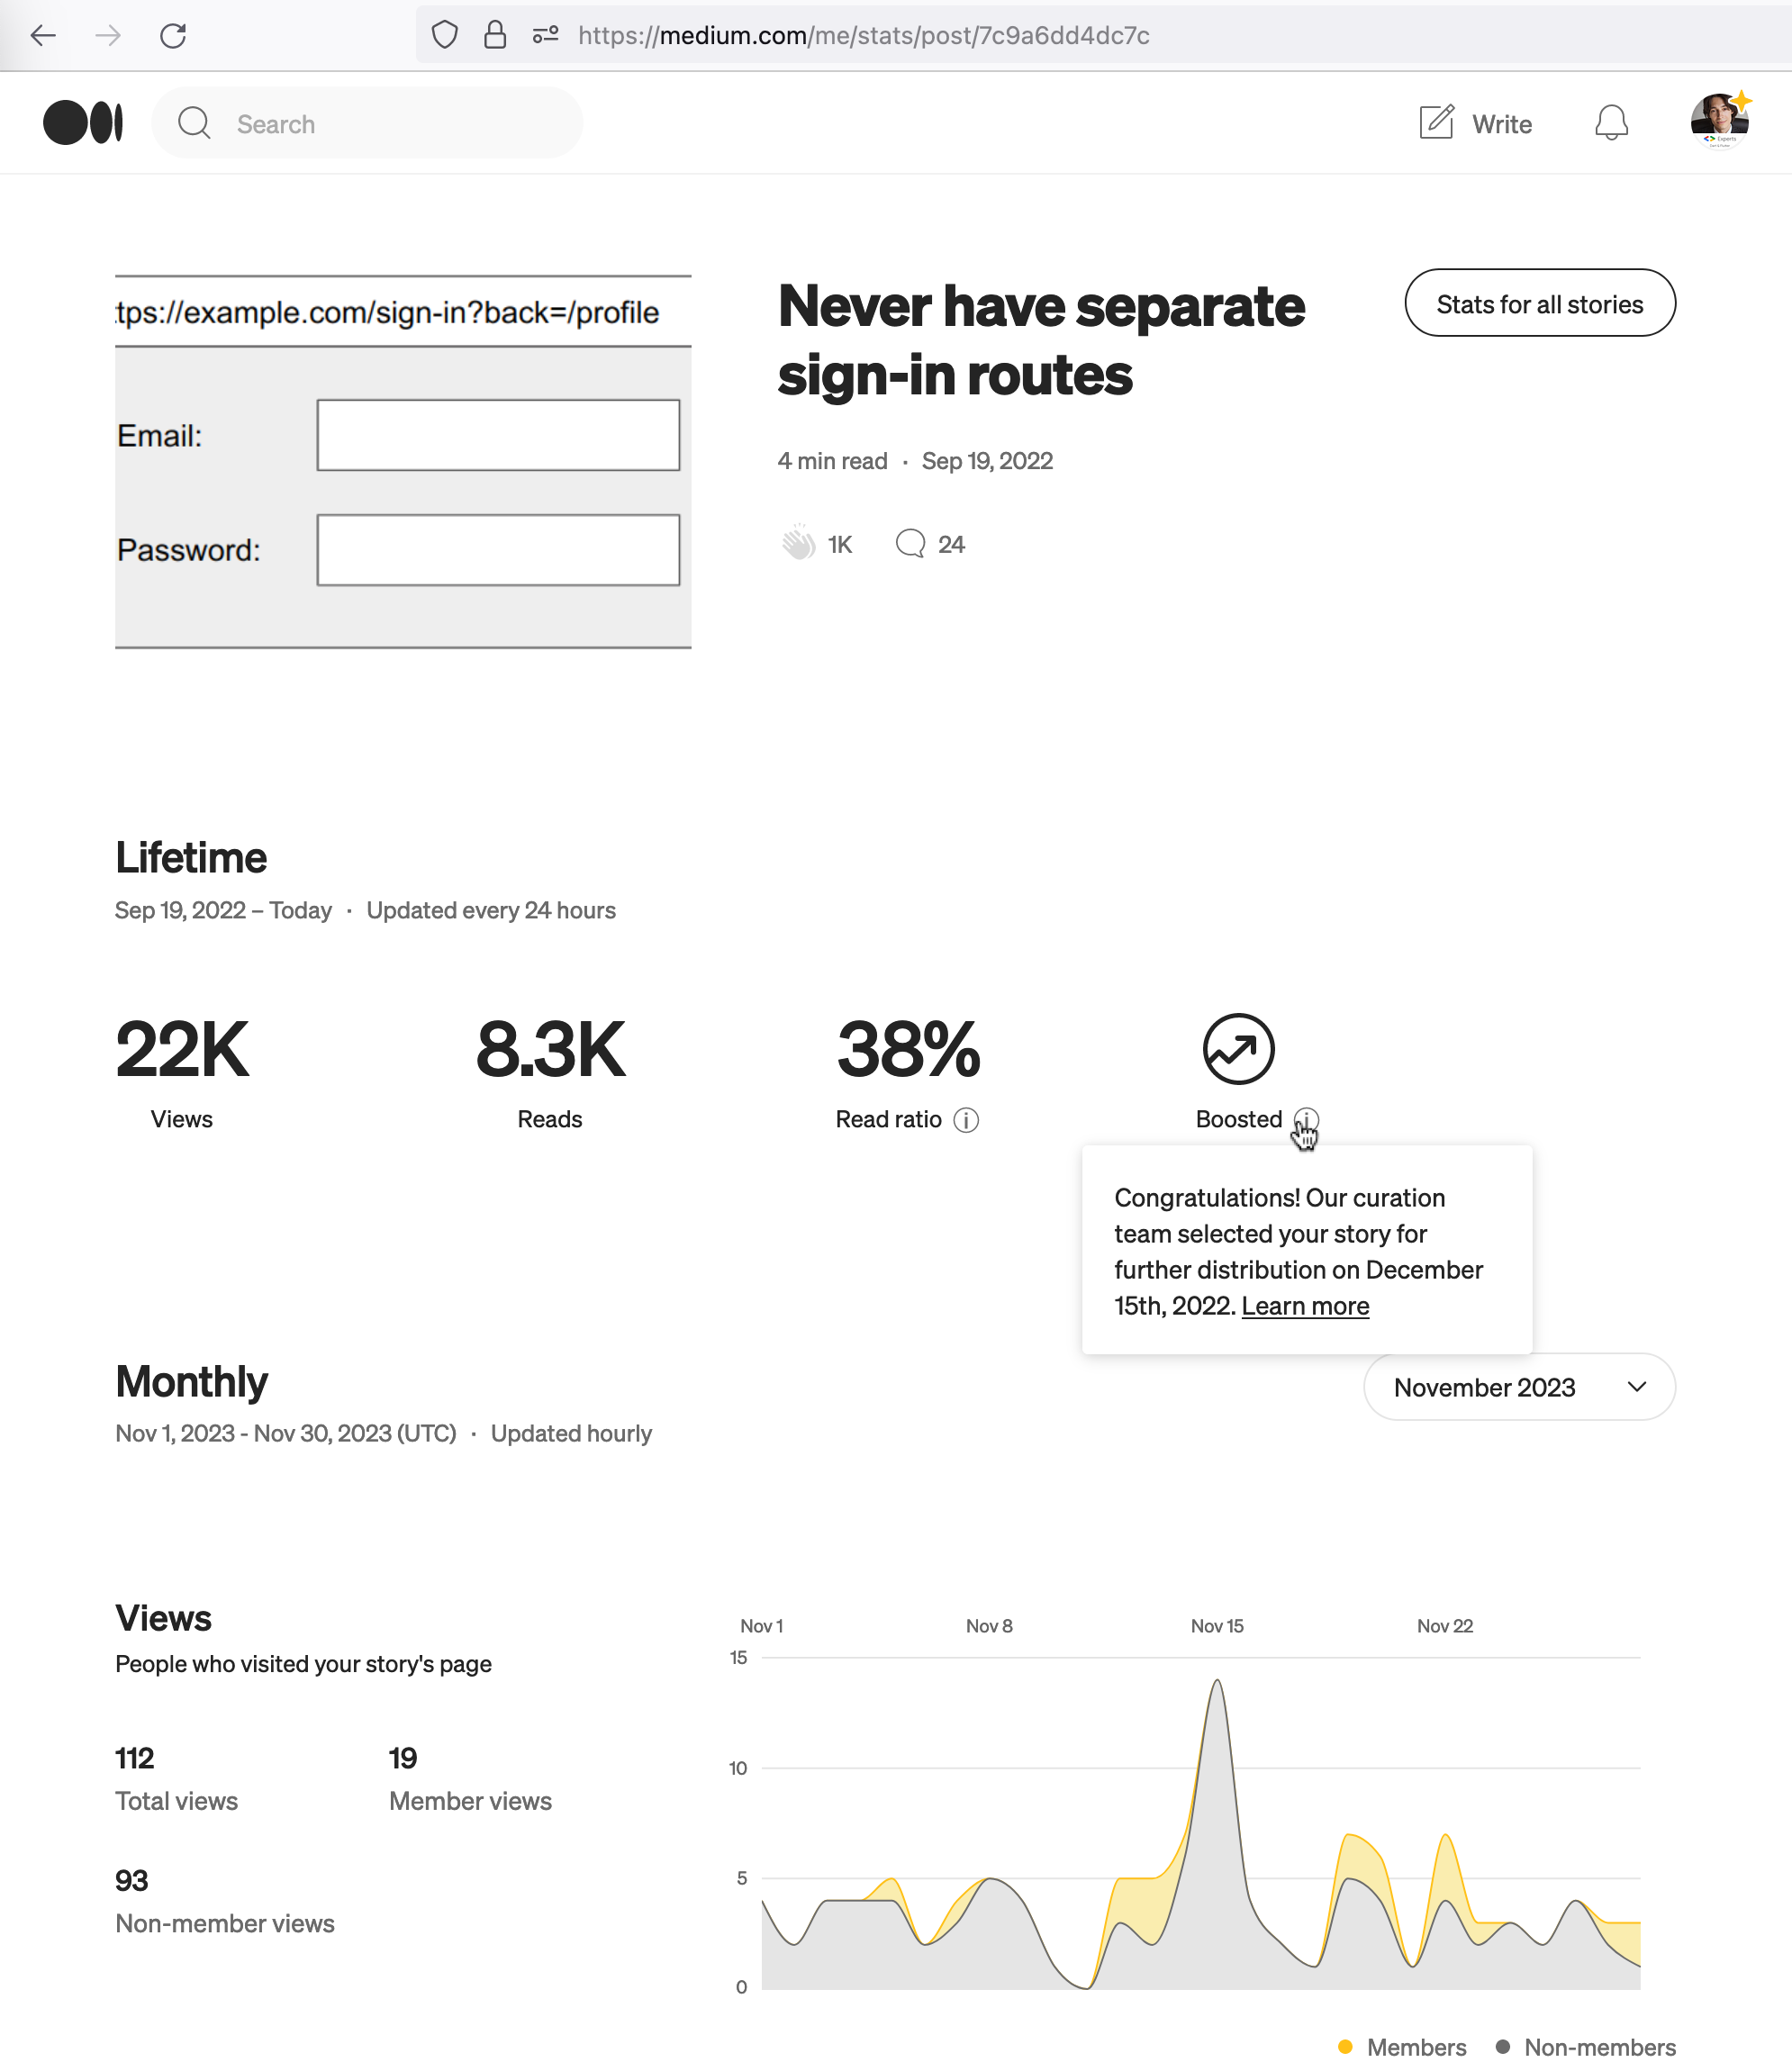 https://medium.com/me/stats/post/7c9a6dd4dc7c
Search
Write
tps://example.com/sign-in?back=/profile
Email:
Password:
Never have separate
sign-in routes
Stats for all stories
4 min read · Sep 19, 2022
1K 24
Lifetime
Sep 19, 2022 – Today · Updated every 24 hours
22K
Views
8.3K
Reads
38%
Read ratio
Boosted
Congratulations! Our curation
team selected your story for
further distribution on December
15th, 2022. Learn more
Monthly
November 2023
Nov 1, 2023 - Nov 30, 2023 (UTC) · Updated hourly
Views
People who visited your story's page
112
Total views
19
Member views
93
Non-member views
Nov 1 Nov 8 Nov 15 Nov 22
15
10
5
0
Members Non-members